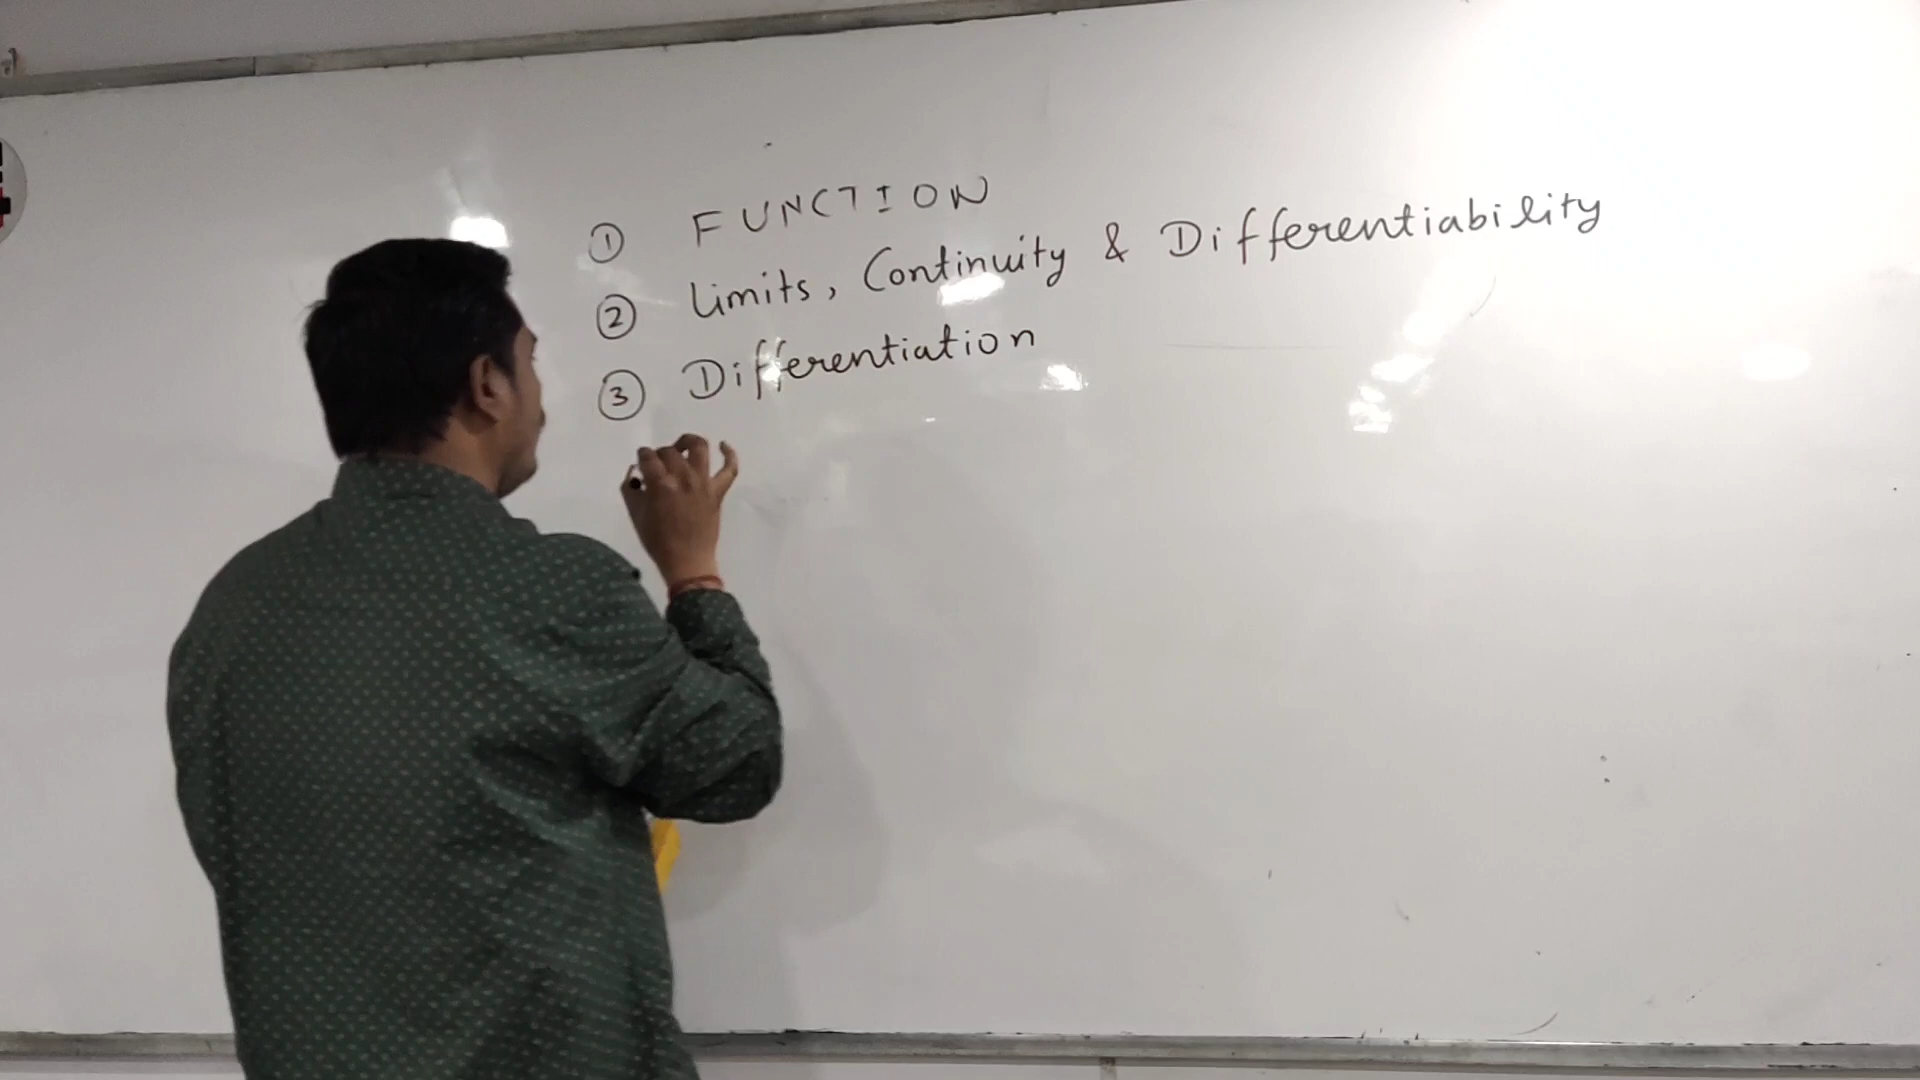 ① FUNCTION
② Limits, Continuity & Differentiability
③ Differentiation